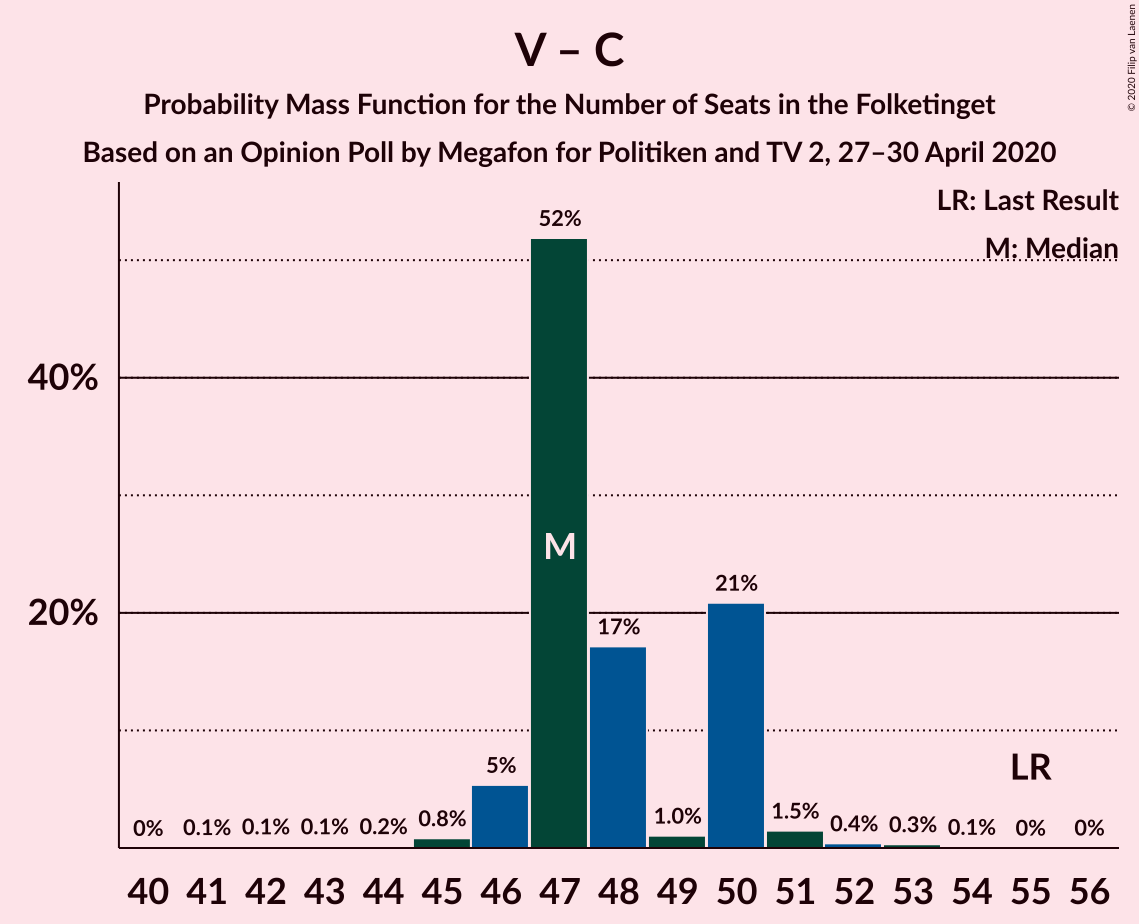 V – C
Probability Mass Function for the Number of Seats in the Folketinget
Based on an Opinion Poll by Megafon for Politiken and TV 2, 27–30 April 2020
© 2020 Filip van Laenen
LR: Last Result
M: Median
52%
40%
M
21%
20%
17%
LR
5%
0% 0.1% 0.1% 0.1% 0.2% 0.8% 1.0% 1.5% 0.4% 0.3% 0.1% 0% 0%
40 41 42 43 44 45 46 47 48 49 50 51 52 53 54 55 56